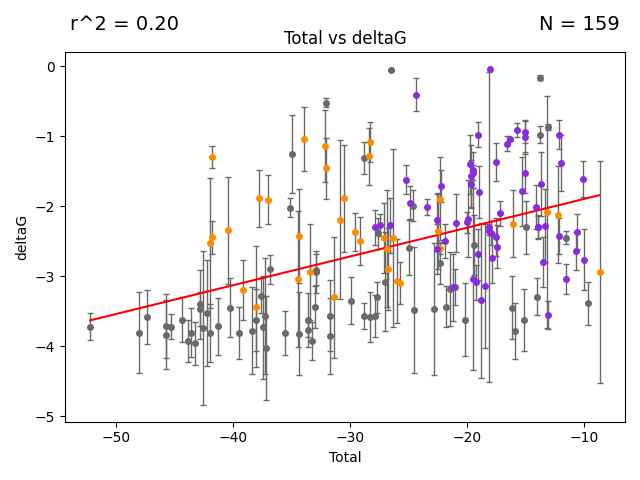 r^2 = 0.20
N = 159
Total vs deltaG
0
−1
−2
−3
−4
−5
deltaG
−50
−40
−30
−20
−10
Total